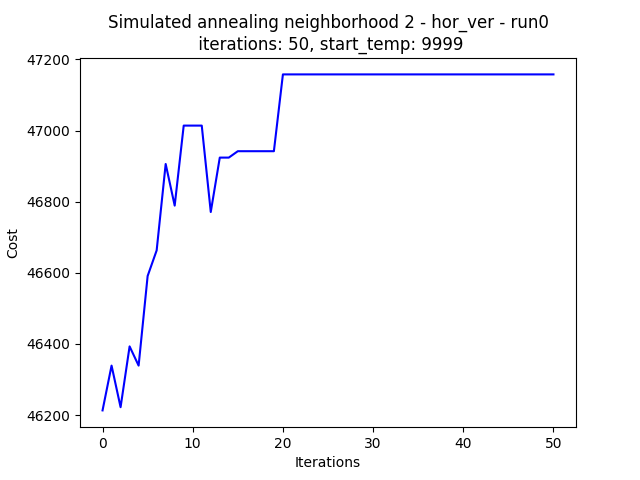 Simulated annealing neighborhood 2 - hor_ver - run0
iterations: 50, start_temp: 9999
47200
47000
46800
46600
46400
46200
Cost
0 10 20 30 40 50
Iterations